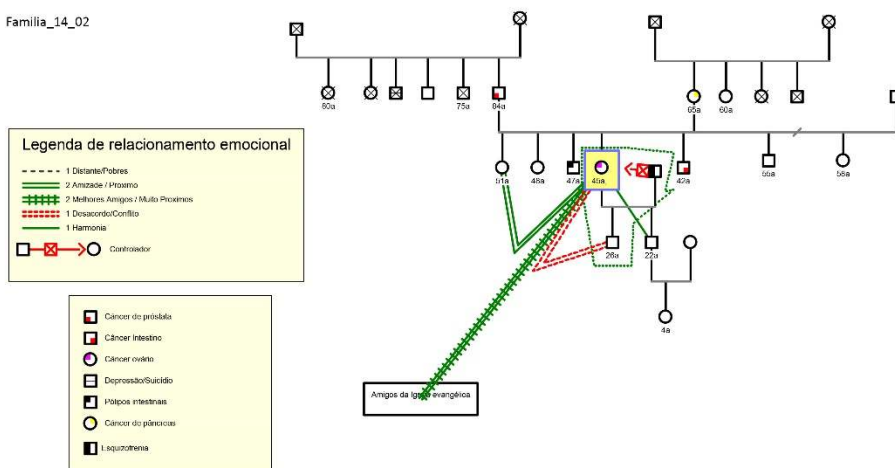 Familia_14_02
60a
75a
84a
65a
60a
51a
48a
47a
45a
42a
55a
58a
26a
22a
4a
Legenda de relacionamento emocional
1 Distante/Pobres
2 Amizade / Proximo
2 Melhores Amigos / Muito Proximos
1 Desacordo/Conflito
1 Harmonia
Controlador
Câncer de próstata
Câncer Intestino
Câncer ovário
Depressão/Suicídio
Pólipos intestinais
Câncer de pâncreas
Esquizofrenia
Amigos da Igreja evangélica